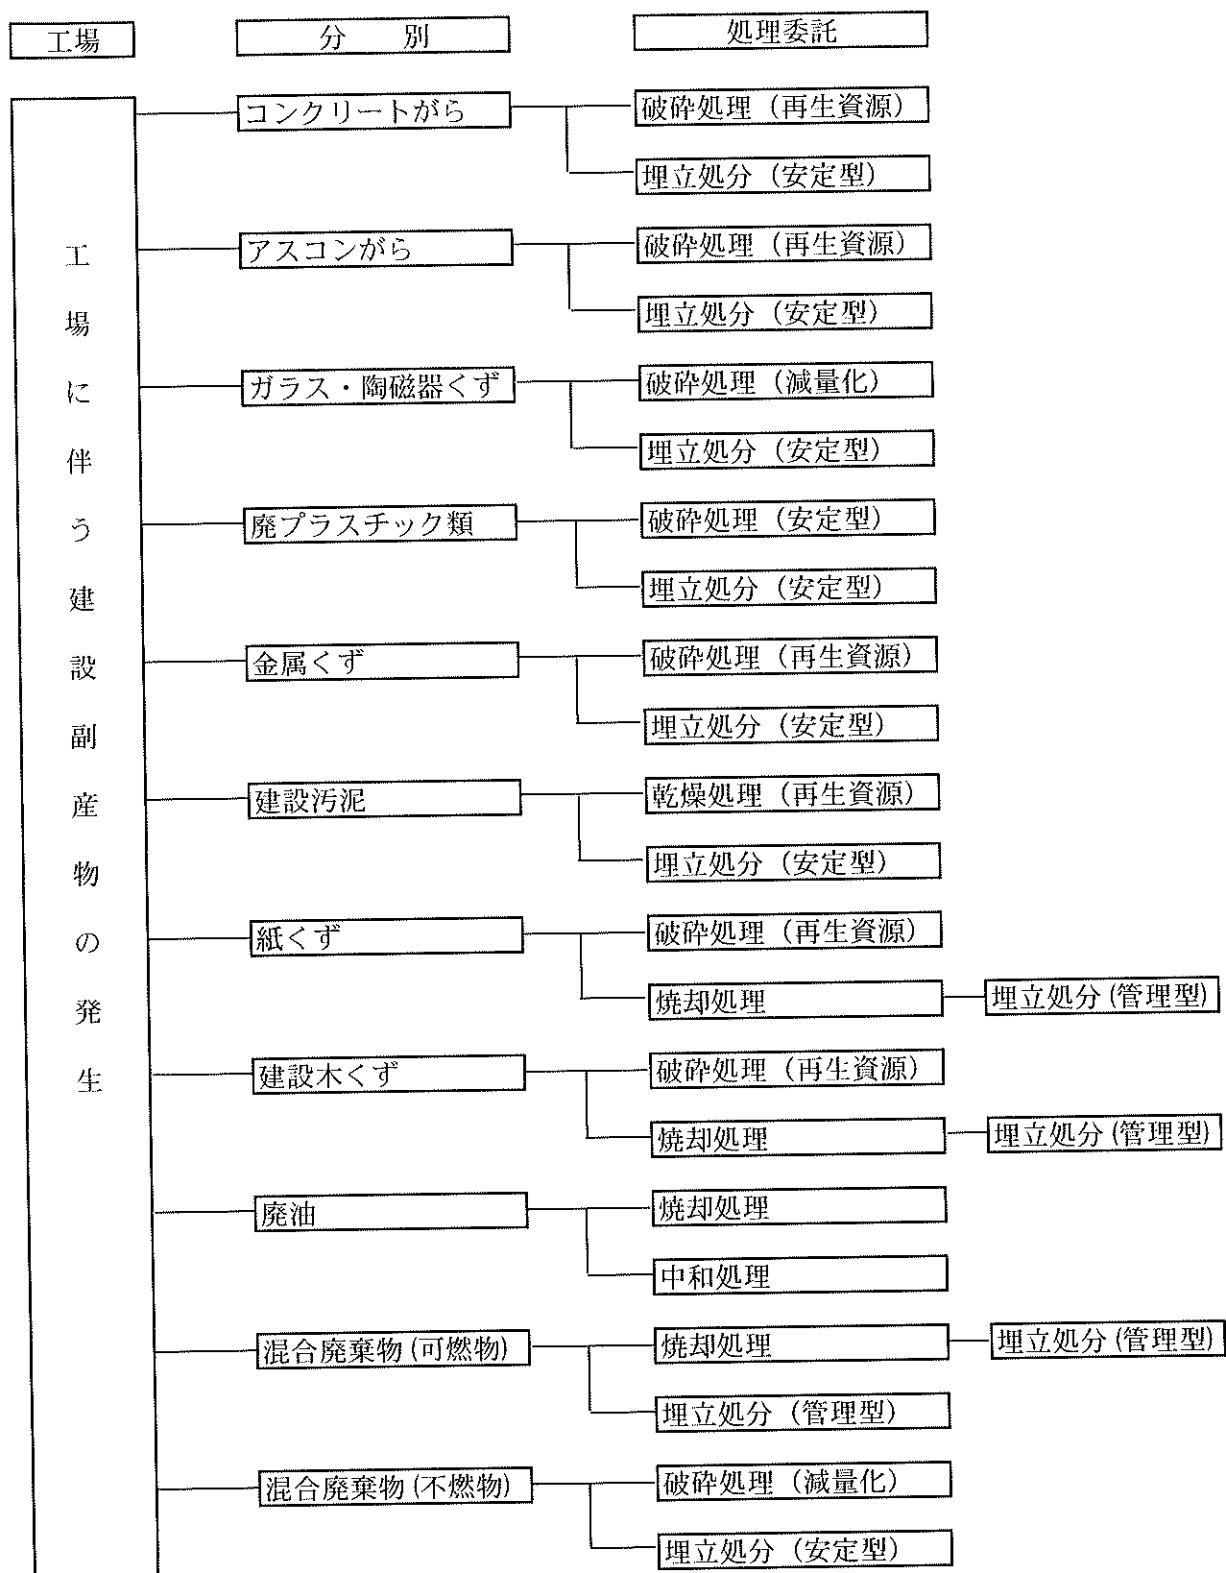 工場 分　別 処理委託
工場に伴う建設副産物の発生
コンクリートがら 破砕処理（再生資源）
埋立処分（安定型）
アスコンがら 破砕処理（再生資源）
埋立処分（安定型）
ガラス・陶磁器くず 破砕処理（減量化）
埋立処分（安定型）
廃プラスチック類 破砕処理（安定型）
埋立処分（安定型）
金属くず 破砕処理（再生資源）
埋立処分（安定型）
建設汚泥 乾燥処理（再生資源）
埋立処分（安定型）
紙くず 破砕処理（再生資源）
焼却処理 埋立処分(管理型)
建設木くず 破砕処理（再生資源）
焼却処理 埋立処分(管理型)
廃油 焼却処理
中和処理
混合廃棄物(可燃物) 焼却処理 埋立処分(管理型)
埋立処分（管理型）
混合廃棄物(不燃物) 破砕処理（減量化）
埋立処分（安定型）